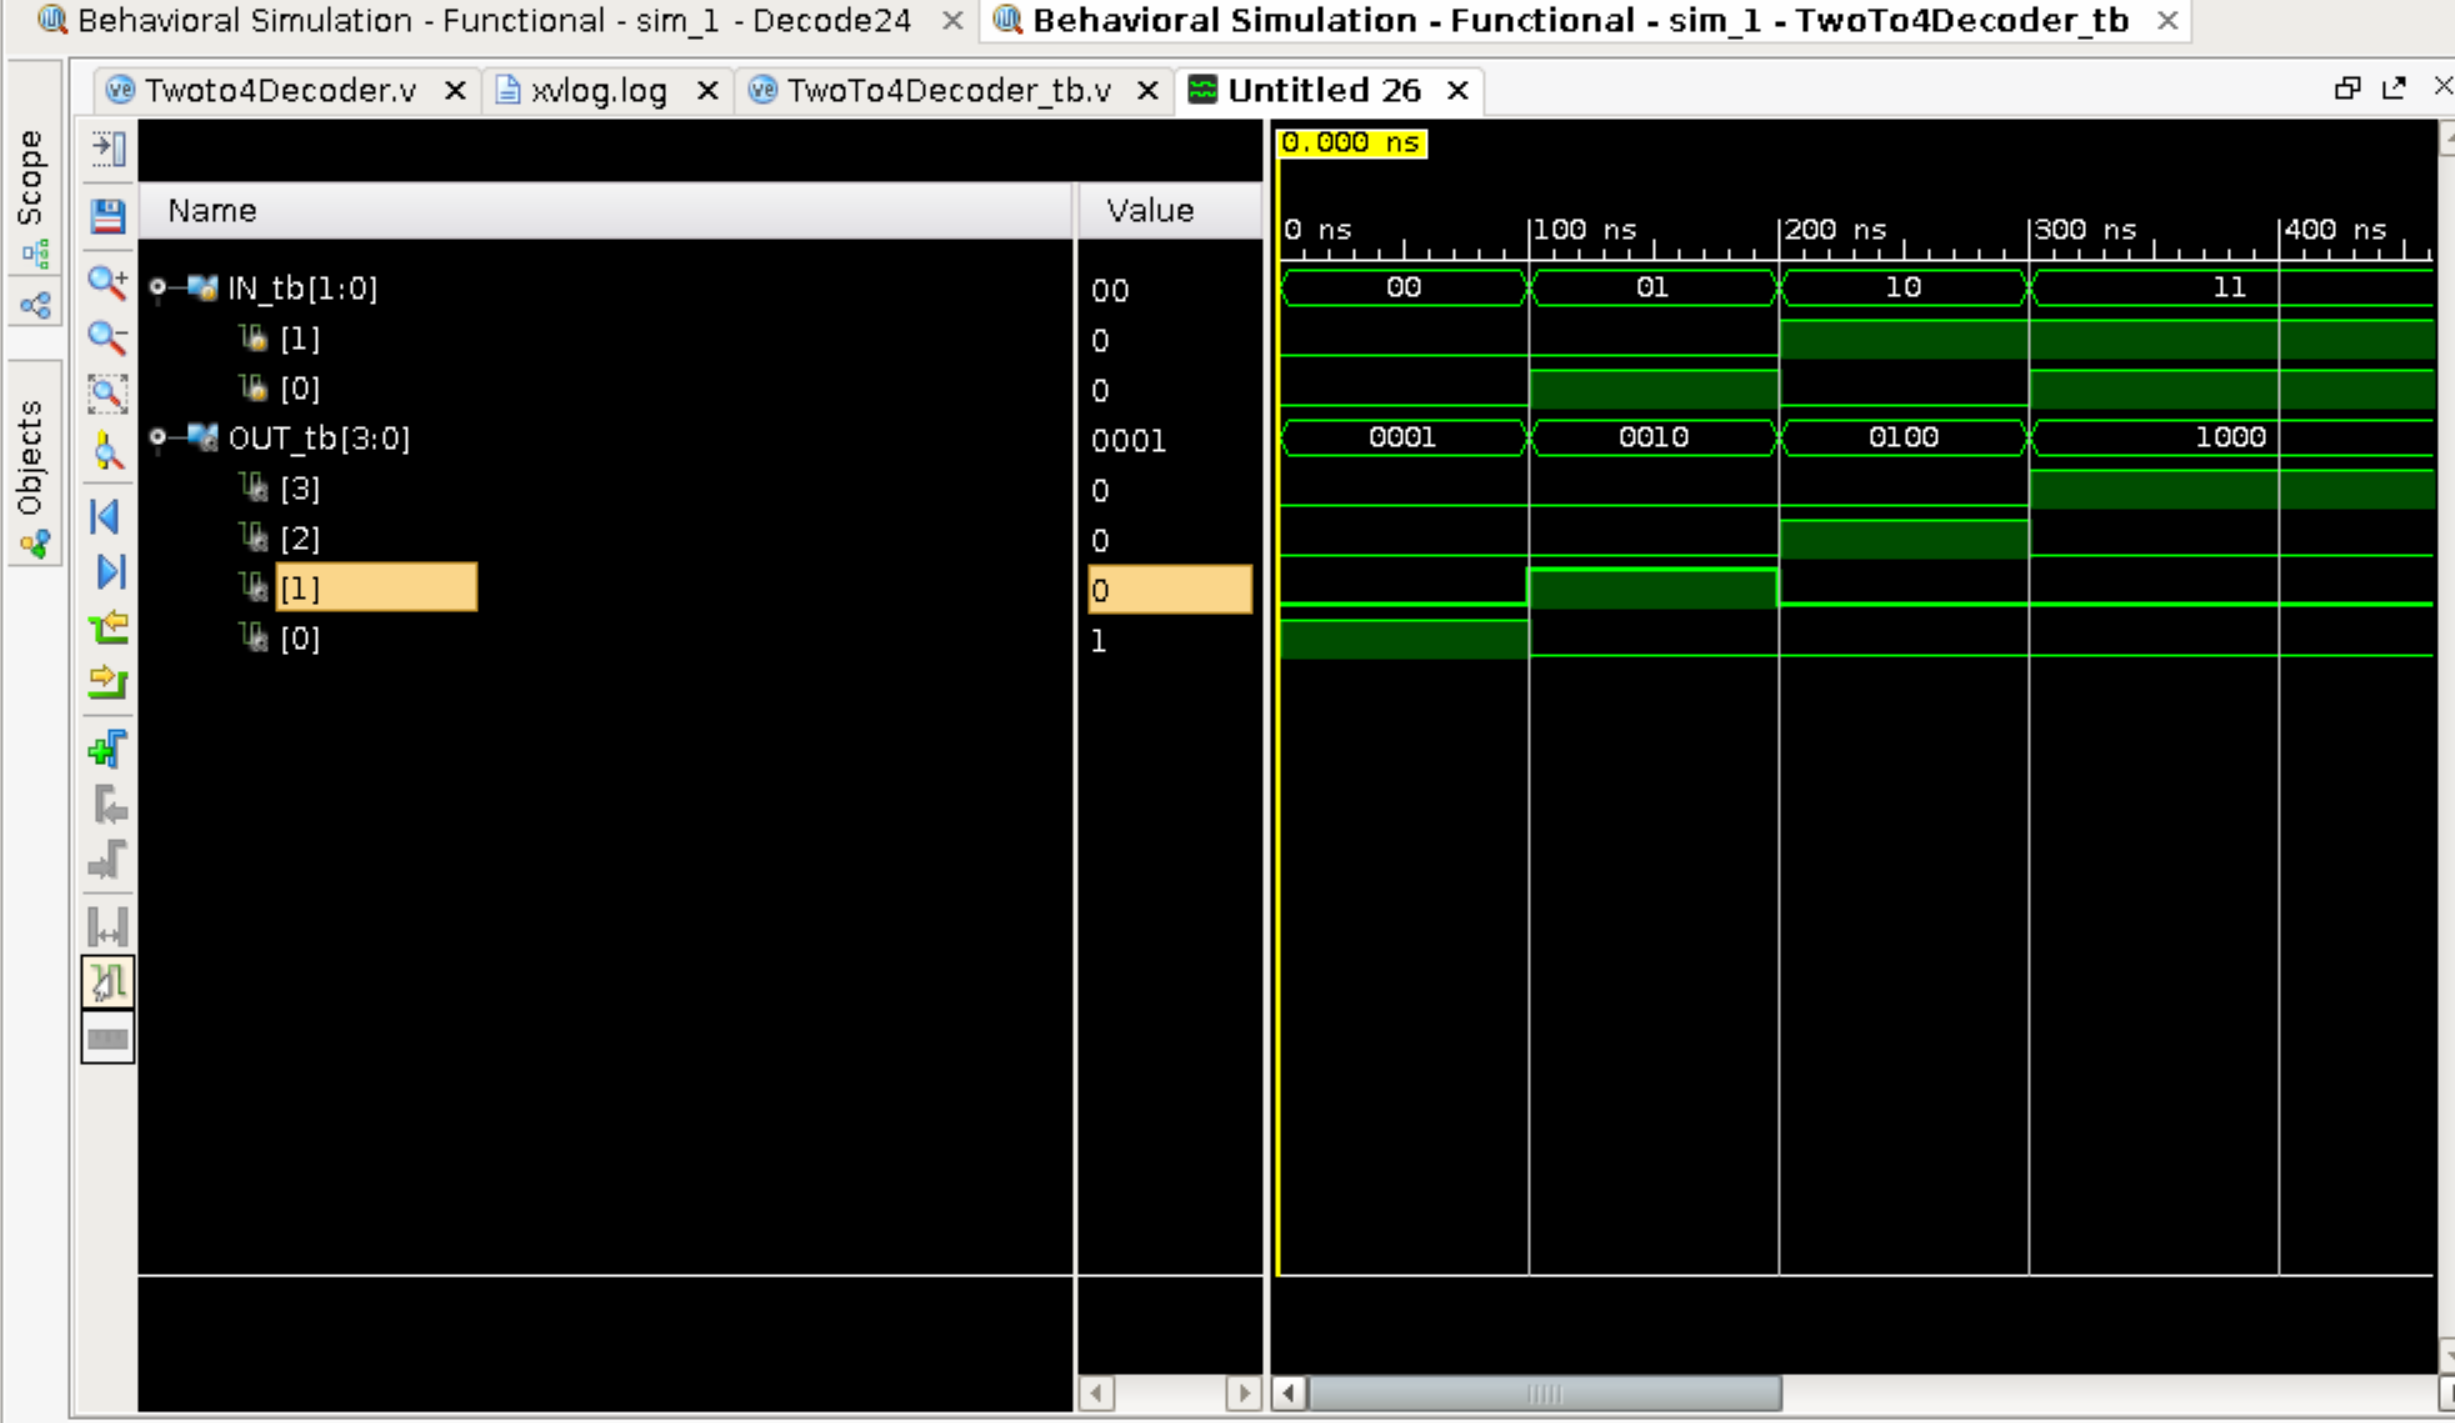 Behavioral Simulation - Functional - sim_1 - Decode24 Behavioral Simulation - Functional - sim_1 - TwoTo4Decoder_tb
Twoto4Decoder.v xvlog.log TwoTo4Decoder_tb.v Untitled 26
Scope
Objects
0.000 ns
Name Value
0 ns 100 ns 200 ns 300 ns 400 ns
IN_tb[1:0] 00 00 01 10 11
[1] 0
[0] 0
OUT_tb[3:0] 0001 0001 0010 0100 1000
[3] 0
[2] 0
[1] 0
[0] 1